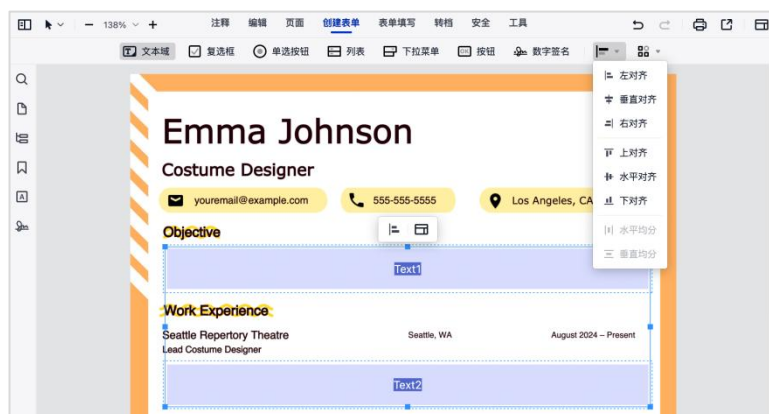 138% 注释 编辑 页面 创建表单 表单填写 转档 安全 工具
文本域 复选框 单选按钮 列表 下拉菜单 OK 按钮 数字签名
左对齐
垂直对齐
右对齐
上对齐
水平对齐
下对齐
水平均分
垂直均分
Emma Johnson
Costume Designer
youremail@example.com 555-555-5555 Los Angeles, CA
Objective
Text1
Work Experience
Seattle Repertory Theatre Seattle, WA August 2024 – Present
Lead Costume Designer
Text2